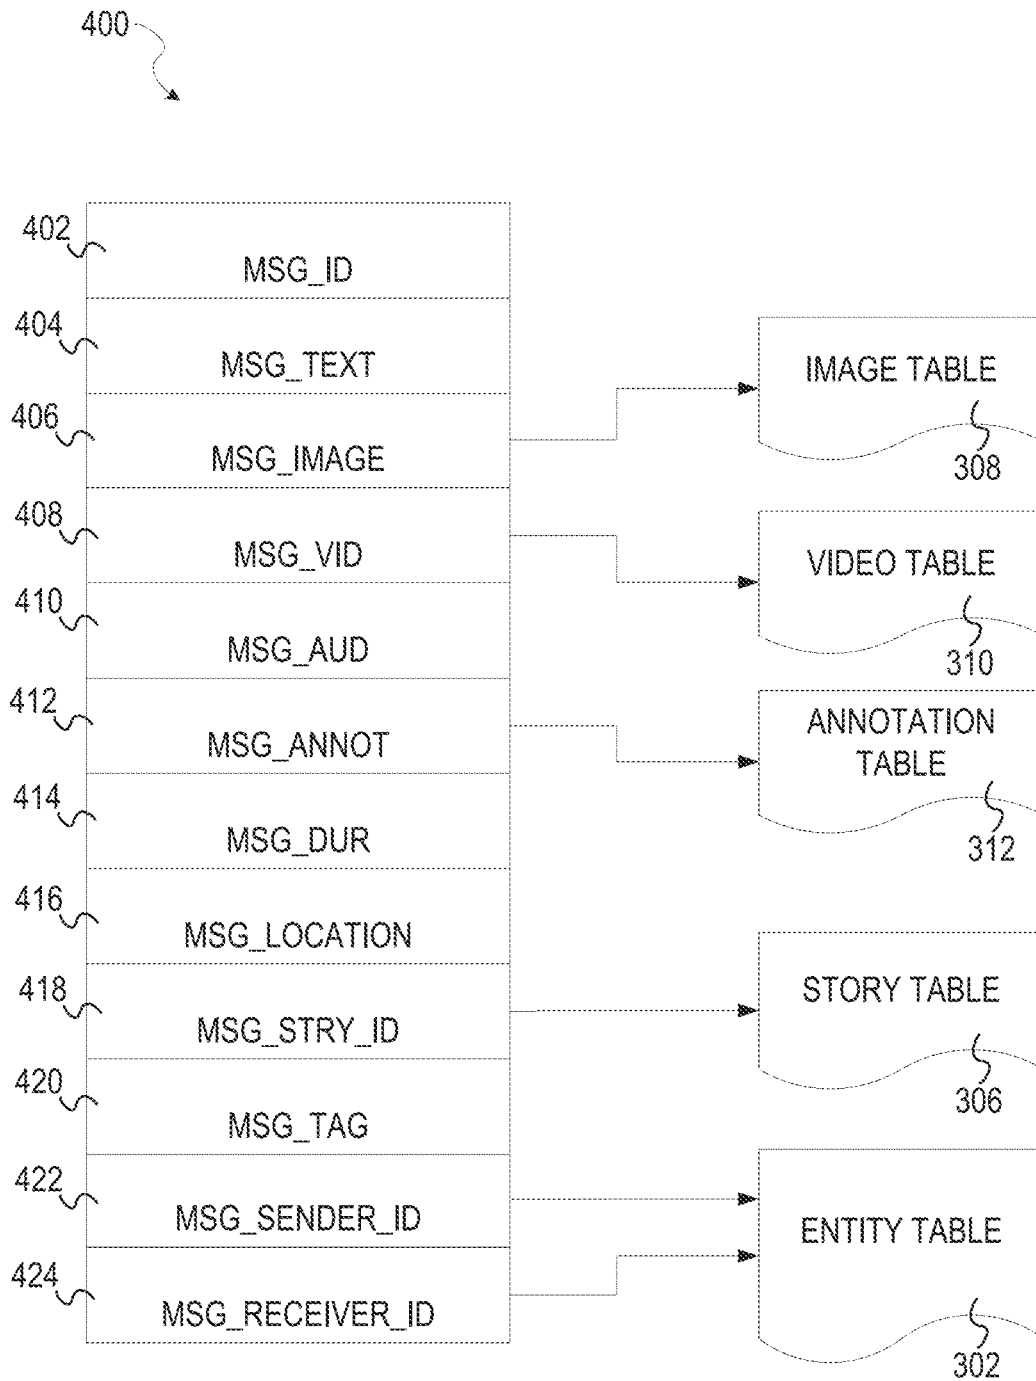 400
402
MSG_ID
404
MSG_TEXT
406
MSG_IMAGE
408
MSG_VID
410
MSG_AUD
412
MSG_ANNOT
414
MSG_DUR
416
MSG_LOCATION
418
MSG_STRY_ID
420
MSG_TAG
422
MSG_SENDER_ID
424
MSG_RECEIVER_ID
IMAGE TABLE
308
VIDEO TABLE
310
ANNOTATION
TABLE
312
STORY TABLE
306
ENTITY TABLE
302